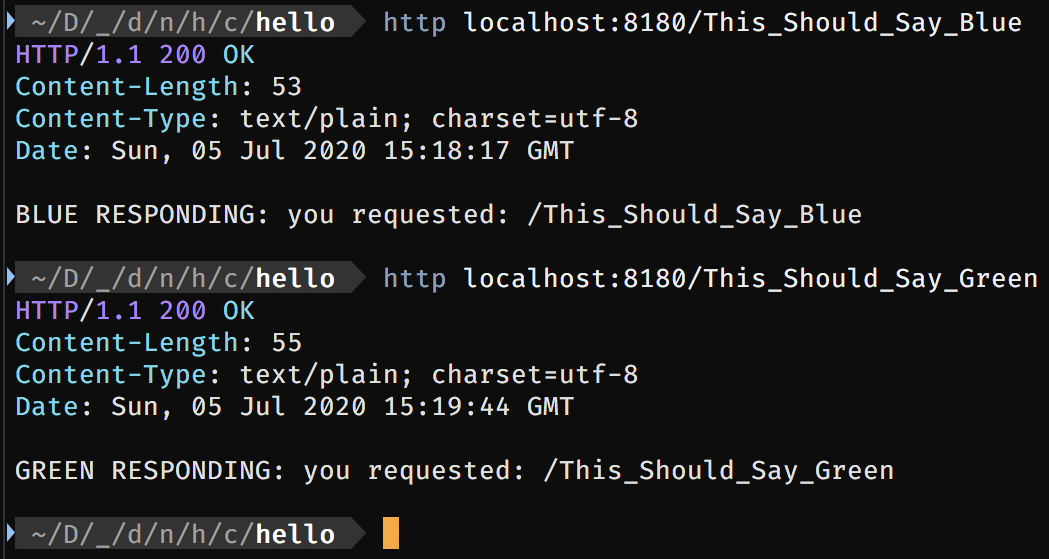 ~/D/_/d/n/h/c/hello http localhost:8180/This_Should_Say_Blue
HTTP/1.1 200 OK
Content-Length: 53
Content-Type: text/plain; charset=utf-8
Date: Sun, 05 Jul 2020 15:18:17 GMT
BLUE RESPONDING: you requested: /This_Should_Say_Blue
~/D/_/d/n/h/c/hello http localhost:8180/This_Should_Say_Green
HTTP/1.1 200 OK
Content-Length: 55
Content-Type: text/plain; charset=utf-8
Date: Sun, 05 Jul 2020 15:19:44 GMT
GREEN RESPONDING: you requested: /This_Should_Say_Green
~/D/_/d/n/h/c/hello